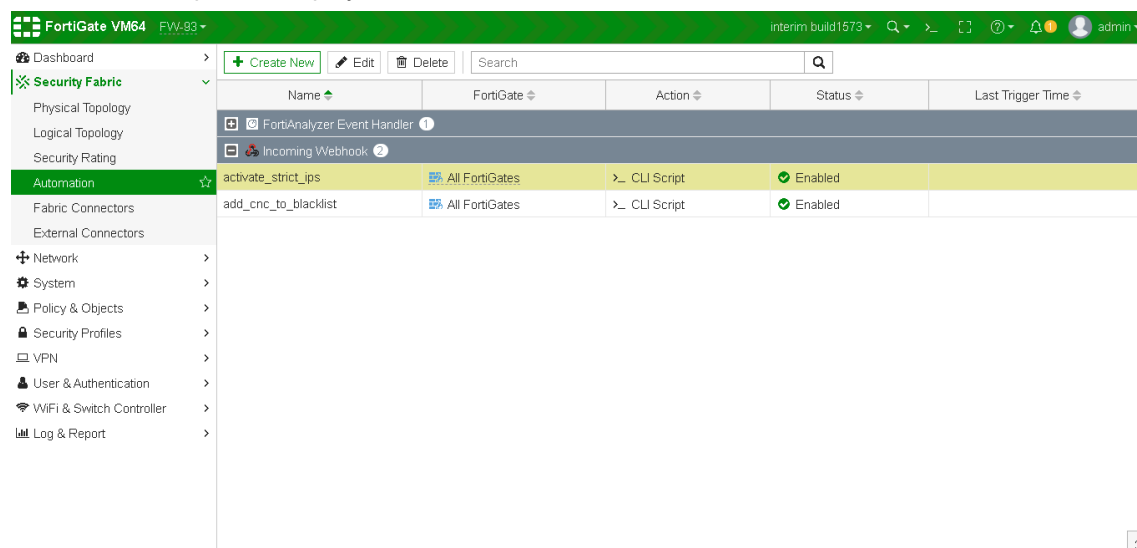 FortiGate VM64 FW-93 interim build1573 >_ 1 admin
Dashboard
Security Fabric
Physical Topology
Logical Topology
Security Rating
Automation
Fabric Connectors
External Connectors
Network
System
Policy & Objects
Security Profiles
VPN
User & Authentication
WiFi & Switch Controller
Log & Report
+ Create New Edit Delete Search
Name FortiGate Action Status Last Trigger Time
FortiAnalyzer Event Handler 1
Incoming Webhook 2
activate_strict_ips All FortiGates >_ CLI Script Enabled
add_cnc_to_blacklist All FortiGates >_ CLI Script Enabled